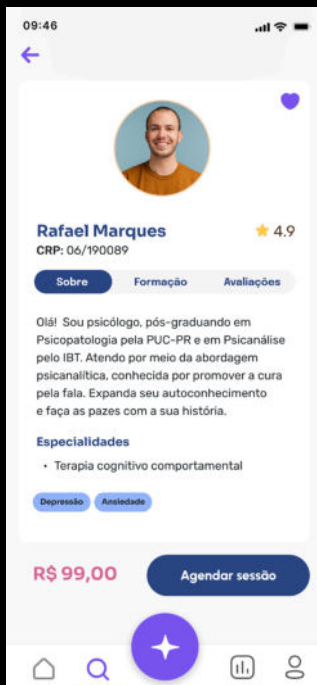 09:46
Rafael Marques
4.9
CRP: 06/190089
Sobre
Formação
Avaliações
Olá! Sou psicólogo, pós-graduando em
Psicopatologia pela PUC-PR e em Psicanálise
pelo IBT. Atendo por meio da abordagem
psicanalítica, conhecida por promover a cura
pela fala. Expanda seu autoconhecimento
e faça as pazes com a sua história.
Especialidades
• Terapia cognitivo comportamental
Depressão
Ansiedade
R$ 99,00
Agendar sessão